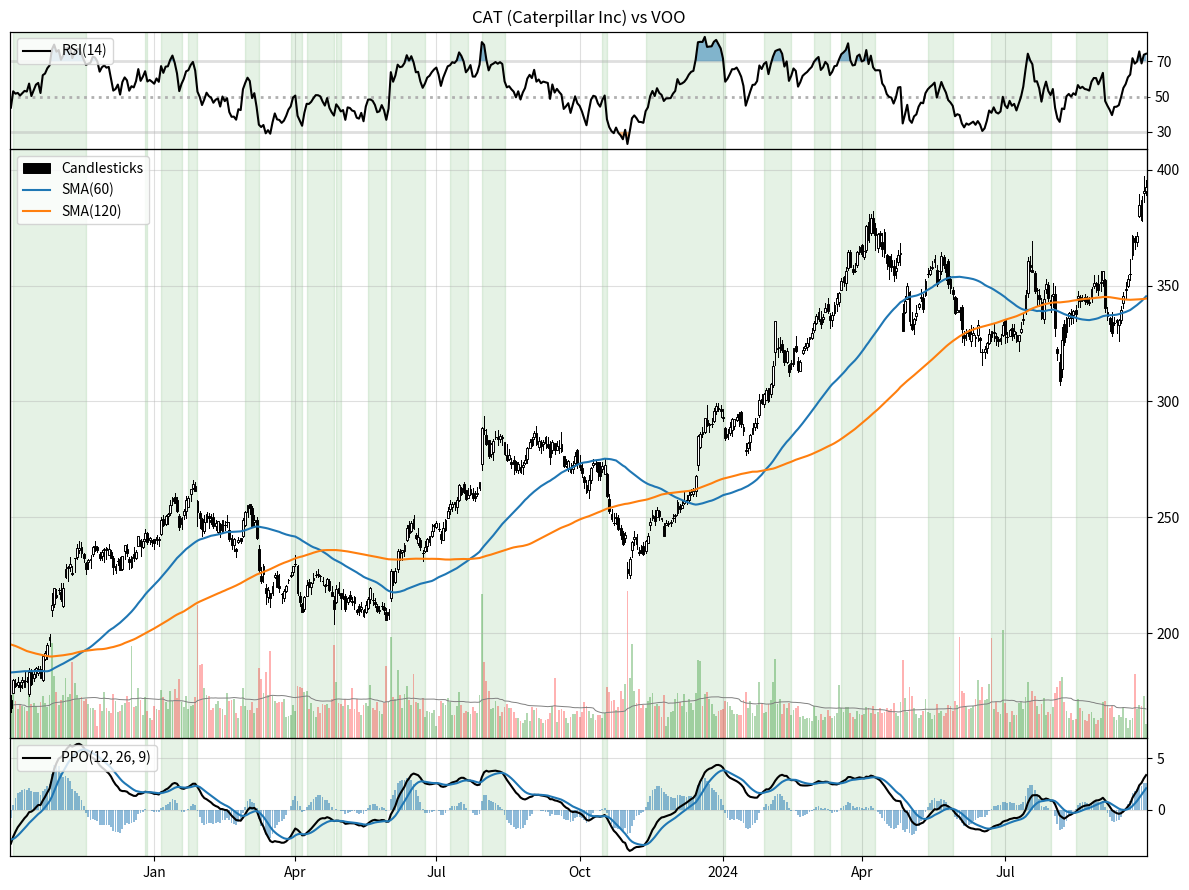 CAT (Caterpillar Inc) vs VOO
RSI(14)
70
50
30
Candlesticks
SMA(60)
SMA(120)
400
350
300
250
200
PPO(12, 26, 9)
5
0
Jan Apr Jul Oct 2024 Apr Jul